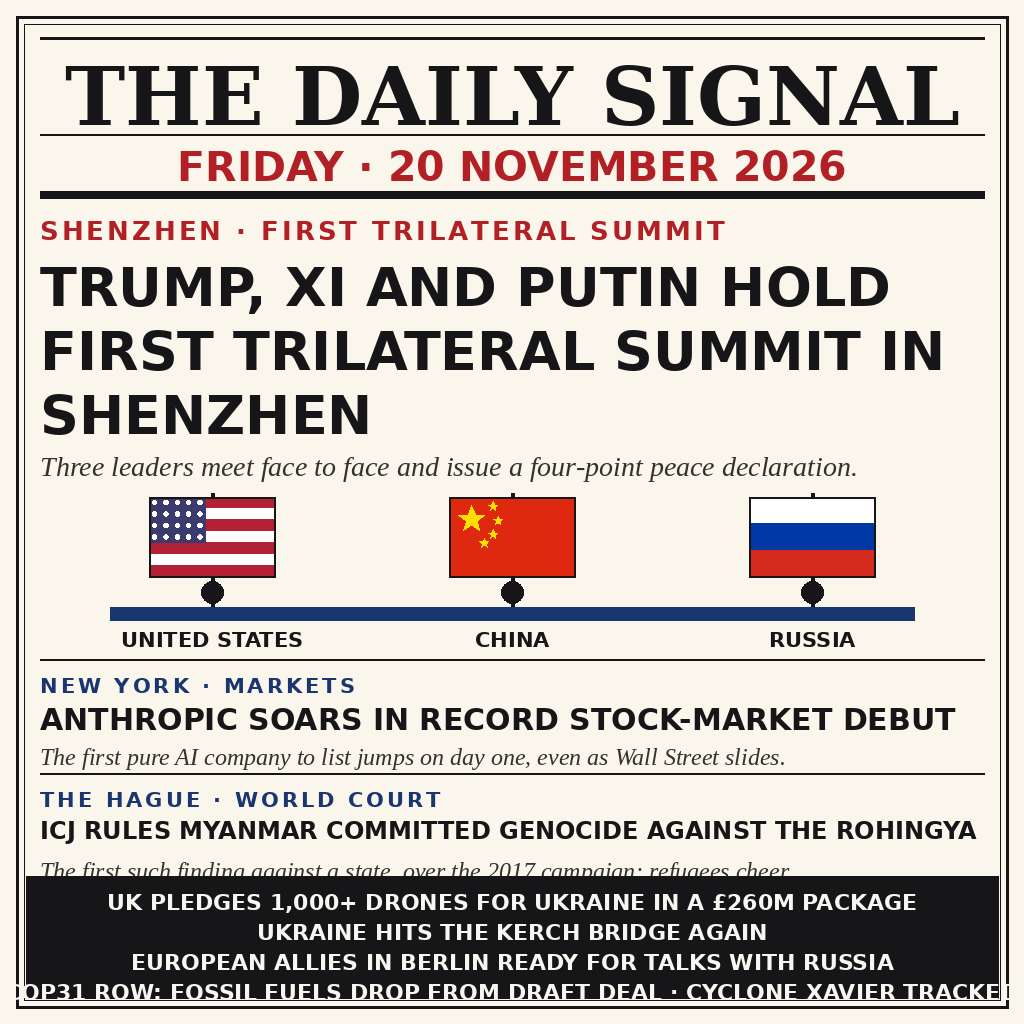 THE DAILY SIGNAL
FRIDAY · 20 NOVEMBER 2026
SHENZHEN · FIRST TRILATERAL SUMMIT
TRUMP, XI AND PUTIN HOLD
FIRST TRILATERAL SUMMIT IN
SHENZHEN
Three leaders meet face to face and issue a four-point peace declaration.
UNITED STATES
CHINA
RUSSIA
NEW YORK · MARKETS
ANTHROPIC SOARS IN RECORD STOCK-MARKET DEBUT
The first pure AI company to list jumps on day one, even as Wall Street slides.
THE HAGUE · WORLD COURT
ICJ RULES MYANMAR COMMITTED GENOCIDE AGAINST THE ROHINGYA
The first such finding against a state, over the 2017 campaign; refugees cheer.
UK PLEDGES 1,000+ DRONES FOR UKRAINE IN A £260M PACKAGE
UKRAINE HITS THE KERCH BRIDGE AGAIN
EUROPEAN ALLIES IN BERLIN READY FOR TALKS WITH RUSSIA
COP31 ROW: FOSSIL FUELS DROP FROM DRAFT DEAL · CYCLONE XAVIER TRACKED